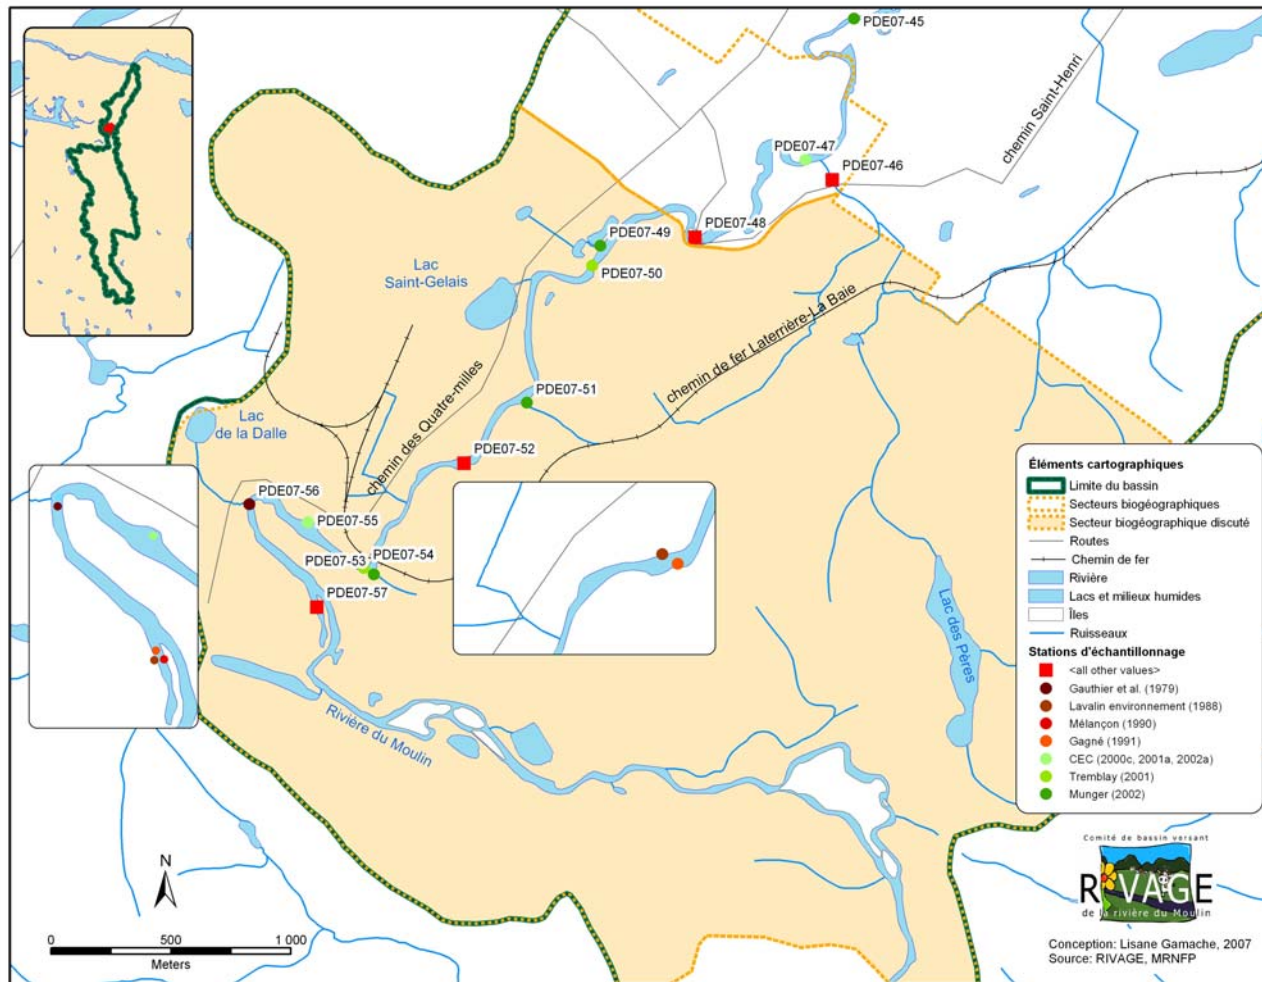 PDE07-45
chemin Saint-Henri
PDE07-47
PDE07-46
PDE07-48
PDE07-49
PDE07-50
Lac
Saint-Gelais
chemin de fer Laterrière-La Baie
chemin des Quatre-milles
PDE07-51
Lac
de la Dalle
PDE07-52
PDE07-56
PDE07-55
PDE07-54
PDE07-53
PDE07-57
Lac des Pères
Rivière du Moulin
Éléments cartographiques
Limite du bassin
Secteurs biogéographiques
Secteur biogéographique discuté
Routes
Chemin de fer
Rivière
Lacs et milieux humides
Îles
Ruisseaux
Stations d'échantillonnage
<all other values>
Gauthier et al. (1979)
Lavalin environnement (1988)
Mélançon (1990)
Gagné (1991)
CEC (2000c, 2001a, 2002a)
Tremblay (2001)
Munger (2002)
N
0 500 1 000
Meters
Comité de bassin versant
RIVAGE
de la rivière du Moulin
Conception: Lisane Gamache, 2007
Source: RIVAGE, MRNFP